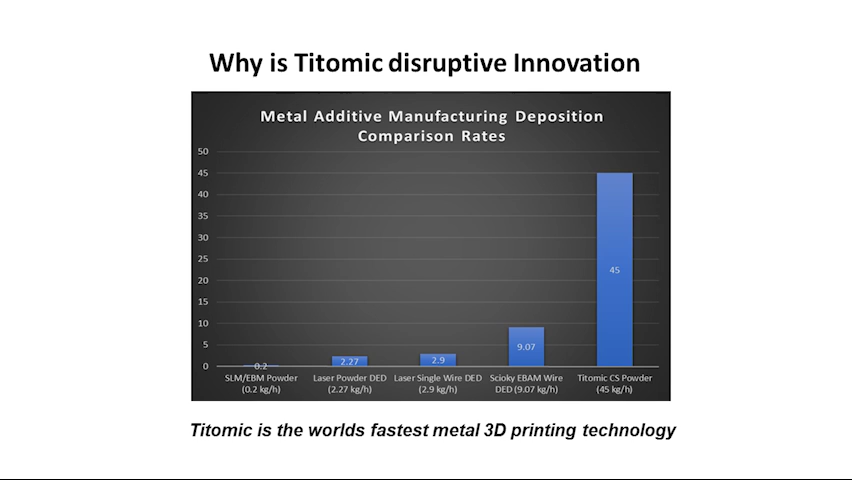 Why is Titomic disruptive Innovation
Metal Additive Manufacturing Deposition
Comparison Rates
50
45
40
35
30
25
20
15
10
5
0
0.2
2.27
2.9
9.07
45
SLM/EBM Powder
(0.2 kg/h)
Laser Powder DED
(2.27 kg/h)
Laser Single Wire DED
(2.9 kg/h)
Scioky EBAM Wire
DED (9.07 kg/h)
Titomic CS Powder
(45 kg/h)
Titomic is the worlds fastest metal 3D printing technology